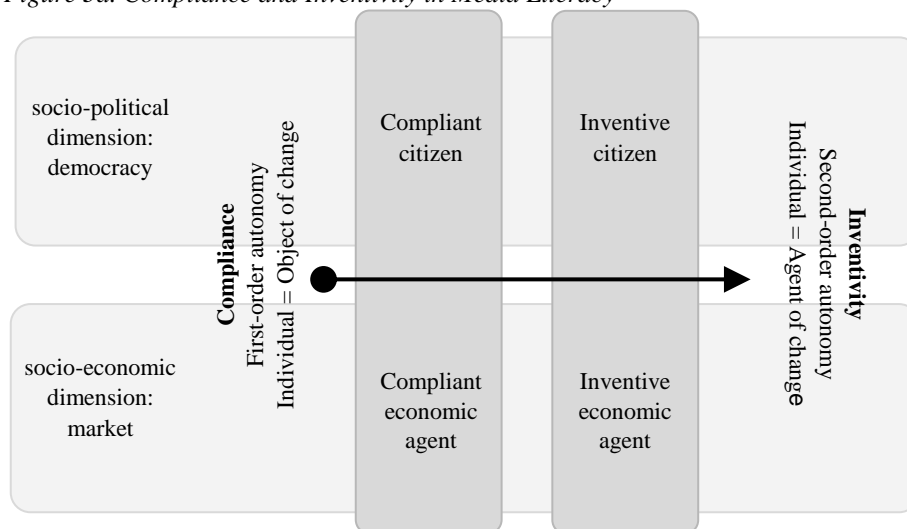 Compliance and Inventivity in Media Literacy
socio-political
dimension:
democracy
Compliance
First-order autonomy
Individual = Object of change
Compliant
citizen
Inventive
citizen
Inventivity
Second-order autonomy
Individual = Agent of change
socio-economic
dimension:
market
Compliant
economic
agent
Inventive
economic
agent